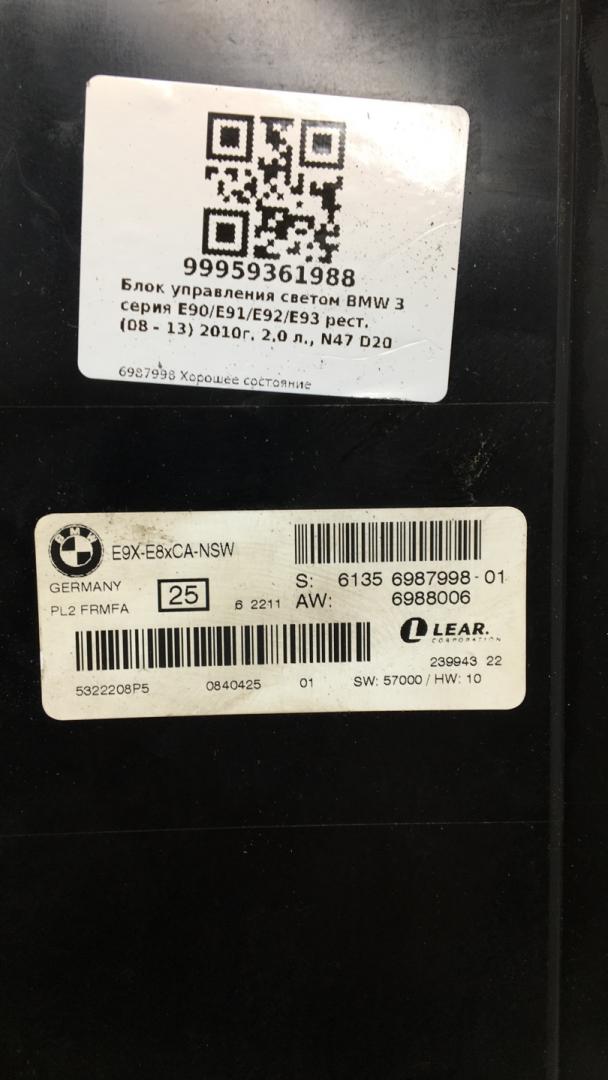 99959361988
Блок управления светом BMW 3
серия E90/E91/E92/E93 рест.
(08 - 13) 2010г. 2.0 л., N47 D20
6987998 Хорошее состояние
BMW
E9X-E8xCA-NSW
GERMANY
PL2 FRMFA
25
6 2211
S: 6135 6987998-01
AW: 6988006
LEAR.
CORPORATION
239943 22
5322208P5 0840425 01 SW: 57000 / HW: 10